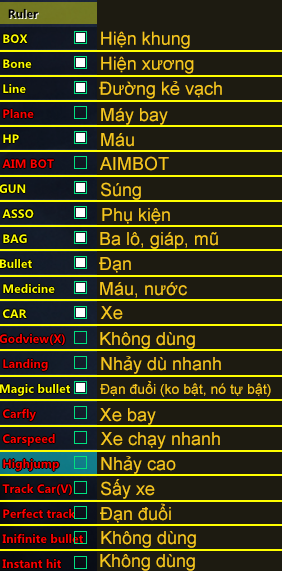 Ruler
BOX Hiện khung
Bone Hiện xương
Line Đường kẻ vạch
Plane Máy bay
HP Máu
AIM BOT AIMBOT
GUN Súng
ASSO Phụ kiện
BAG Ba lô, giáp, mũ
Bullet Đạn
Medicine Máu, nước
CAR Xe
Godview(X) Không dùng
Landing Nhảy dù nhanh
Magic bullet Đạn đuổi (ko bật, nó tự bật)
Carfly Xe bay
Carspeed Xe chạy nhanh
Highjump Nhảy cao
Track Car(V) Sấy xe
Perfect track Đạn đuổi
Inifinite bullet Không dùng
Instant hit Không dùng